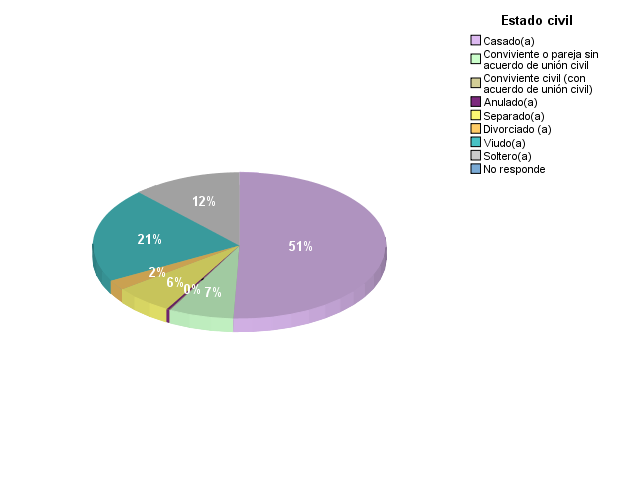 Estado civil
Casado(a)
Conviviente o pareja sin
acuerdo de unión civil
Conviviente civil (con
acuerdo de unión civil)
Anulado(a)
Separado(a)
Divorciado (a)
Viudo(a)
Soltero(a)
No responde
12%
21%
51%
2%
6%
0%
7%